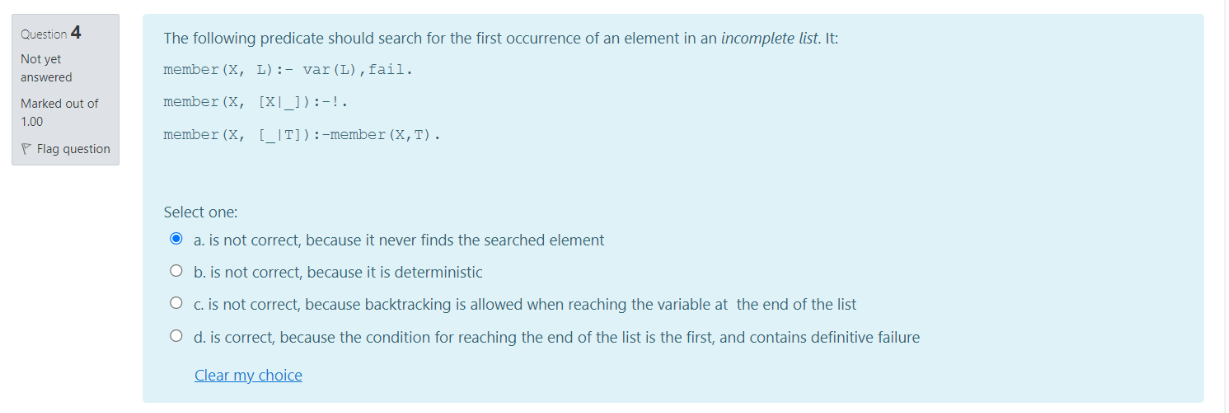 Question 4
Not yet
answered
Marked out of
1.00
Flag question
The following predicate should search for the first occurrence of an element in an incomplete list. It:
member(X, L):- var(L),fail.
member(X, [X|_]):-!.
member(X, [_|T]):-member(X,T).
Select one:
a. is not correct, because it never finds the searched element
b. is not correct, because it is deterministic
c. is not correct, because backtracking is allowed when reaching the variable at the end of the list
d. is correct, because the condition for reaching the end of the list is the first, and contains definitive failure
Clear my choice